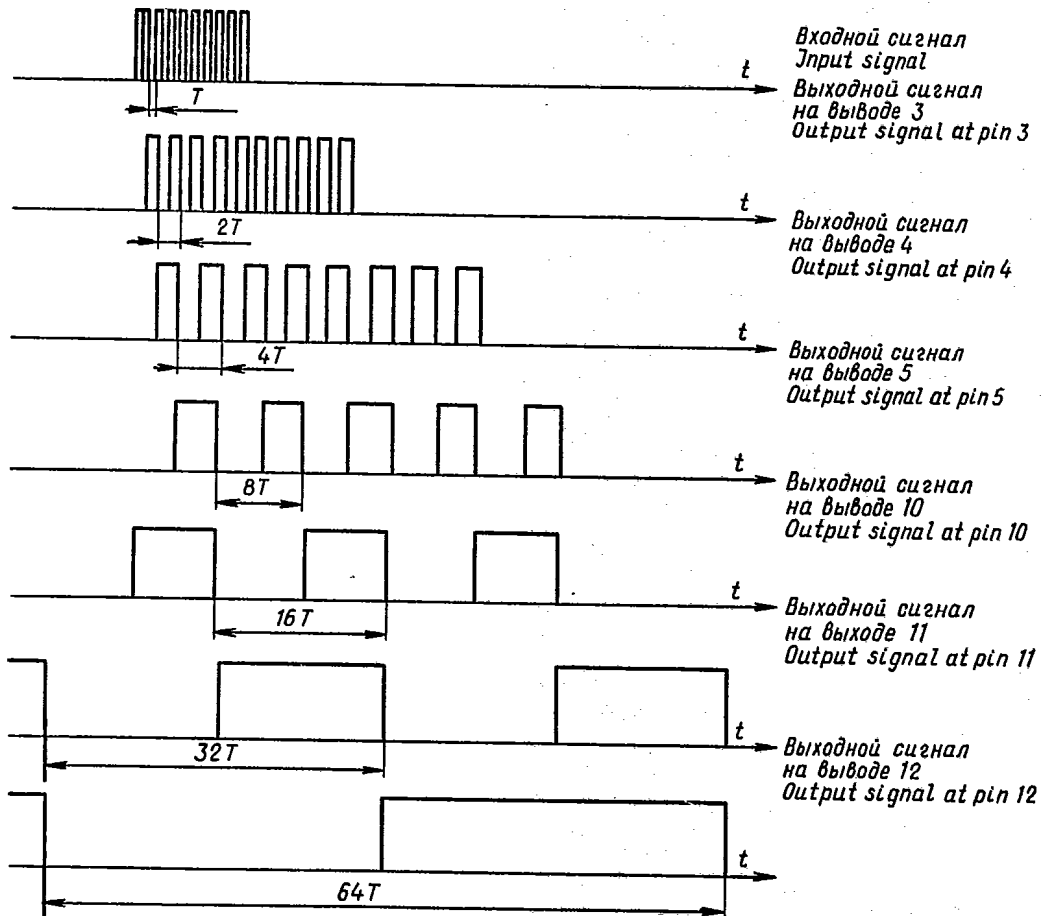 Входной сигнал
Input signal
t
T
Выходной сигнал
на выводе 3
Output signal at pin 3
t
2T
Выходной сигнал
на выводе 4
Output signal at pin 4
t
4T
Выходной сигнал
на выводе 5
Output signal at pin 5
t
8T
Выходной сигнал
на выводе 10
Output signal at pin 10
t
16T
Выходной сигнал
на выходе 11
Output signal at pin 11
t
32T
Выходной сигнал
на выводе 12
Output signal at pin 12
t
64T